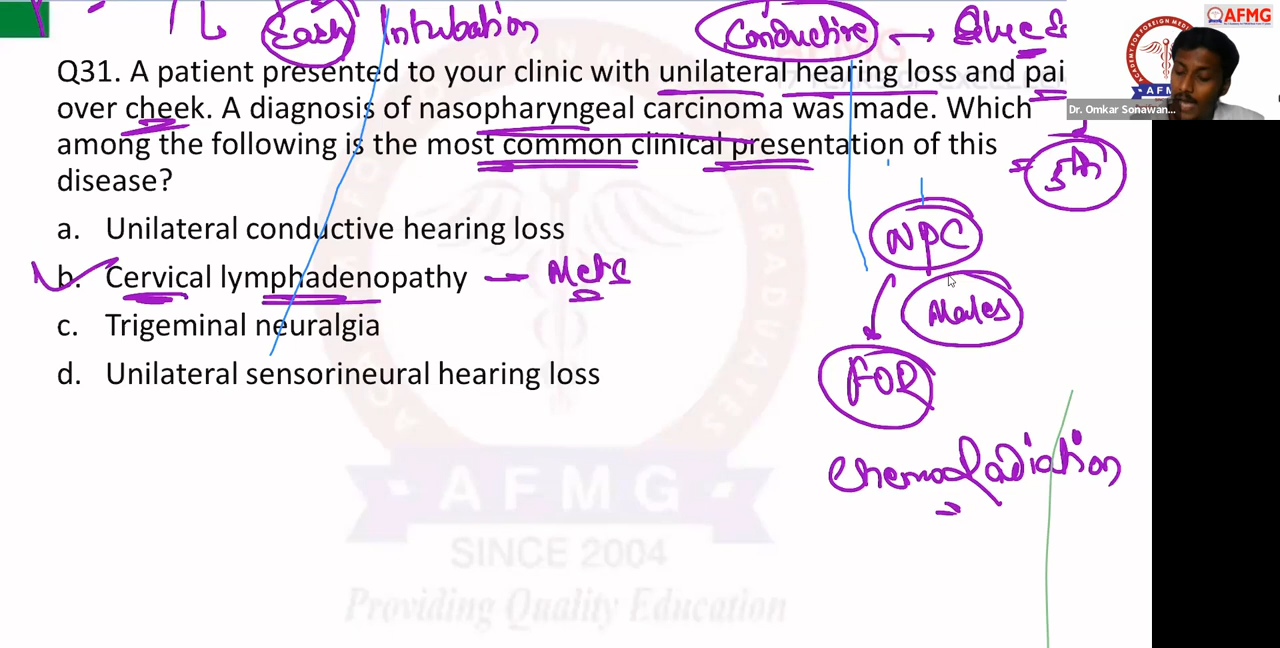 Easy Intubation
Conductive → Glue E
AFMG
Q31. A patient presented to your clinic with unilateral hearing loss and pai
over cheek. A diagnosis of nasopharyngeal carcinoma was made. Which
Dr. Omkar Sonawan...
among the following is the most common clinical presentation of this
disease?
5th
a. Unilateral conductive hearing loss
NPC
b. Cervical lymphadenopathy – Mets
Males
c. Trigeminal neuralgia
d. Unilateral sensorineural hearing loss
FOR
Chemoradiation
- AFMG -
SINCE 2004
Providing Quality Education